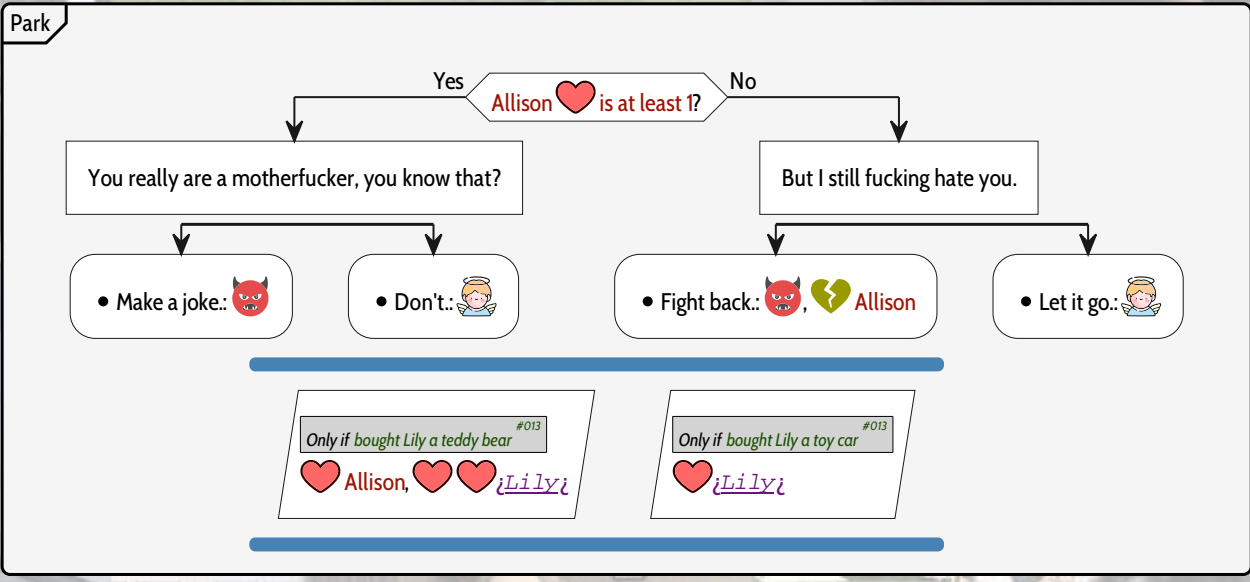 Park
Yes
Allison is at least 1?
No
You really are a motherfucker, you know that?
But I still fucking hate you.
• Make a joke.:
• Don't.:
• Fight back.: , Allison
• Let it go.:
#013
Only if bought Lily a teddy bear
Allison, ¿Lily¿
#013
Only if bought Lily a toy car
¿Lily¿